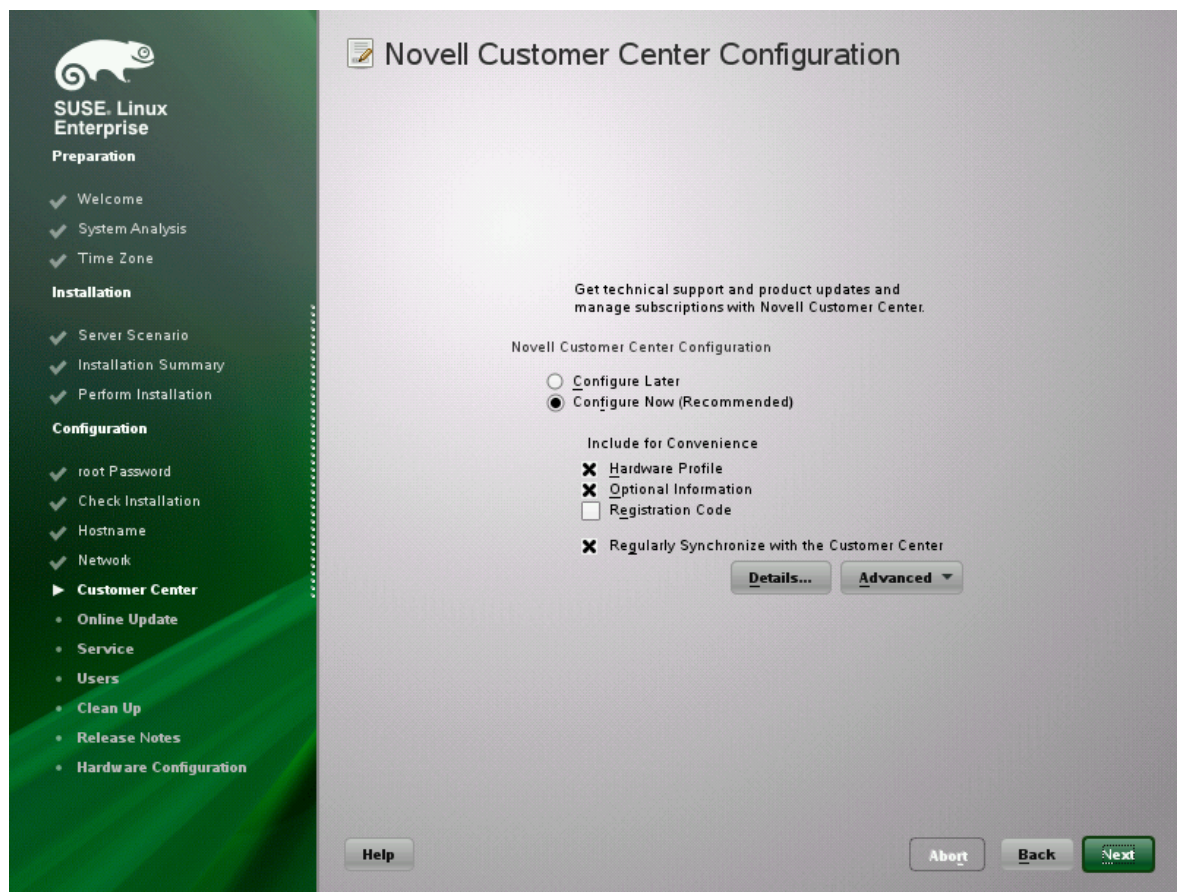 SUSE. Linux
Enterprise
Preparation
Welcome
System Analysis
Time Zone
Installation
Server Scenario
Installation Summary
Perform Installation
Configuration
root Password
Check Installation
Hostname
Network
Customer Center
Online Update
Service
Users
Clean Up
Release Notes
Hardware Configuration
Novell Customer Center Configuration
Get technical support and product updates and
manage subscriptions with Novell Customer Center.
Novell Customer Center Configuration
Configure Later
Configure Now (Recommended)
Include for Convenience
Hardware Profile
Optional Information
Registration Code
Regularly Synchronize with the Customer Center
Details... Advanced
Help Abort Back Next